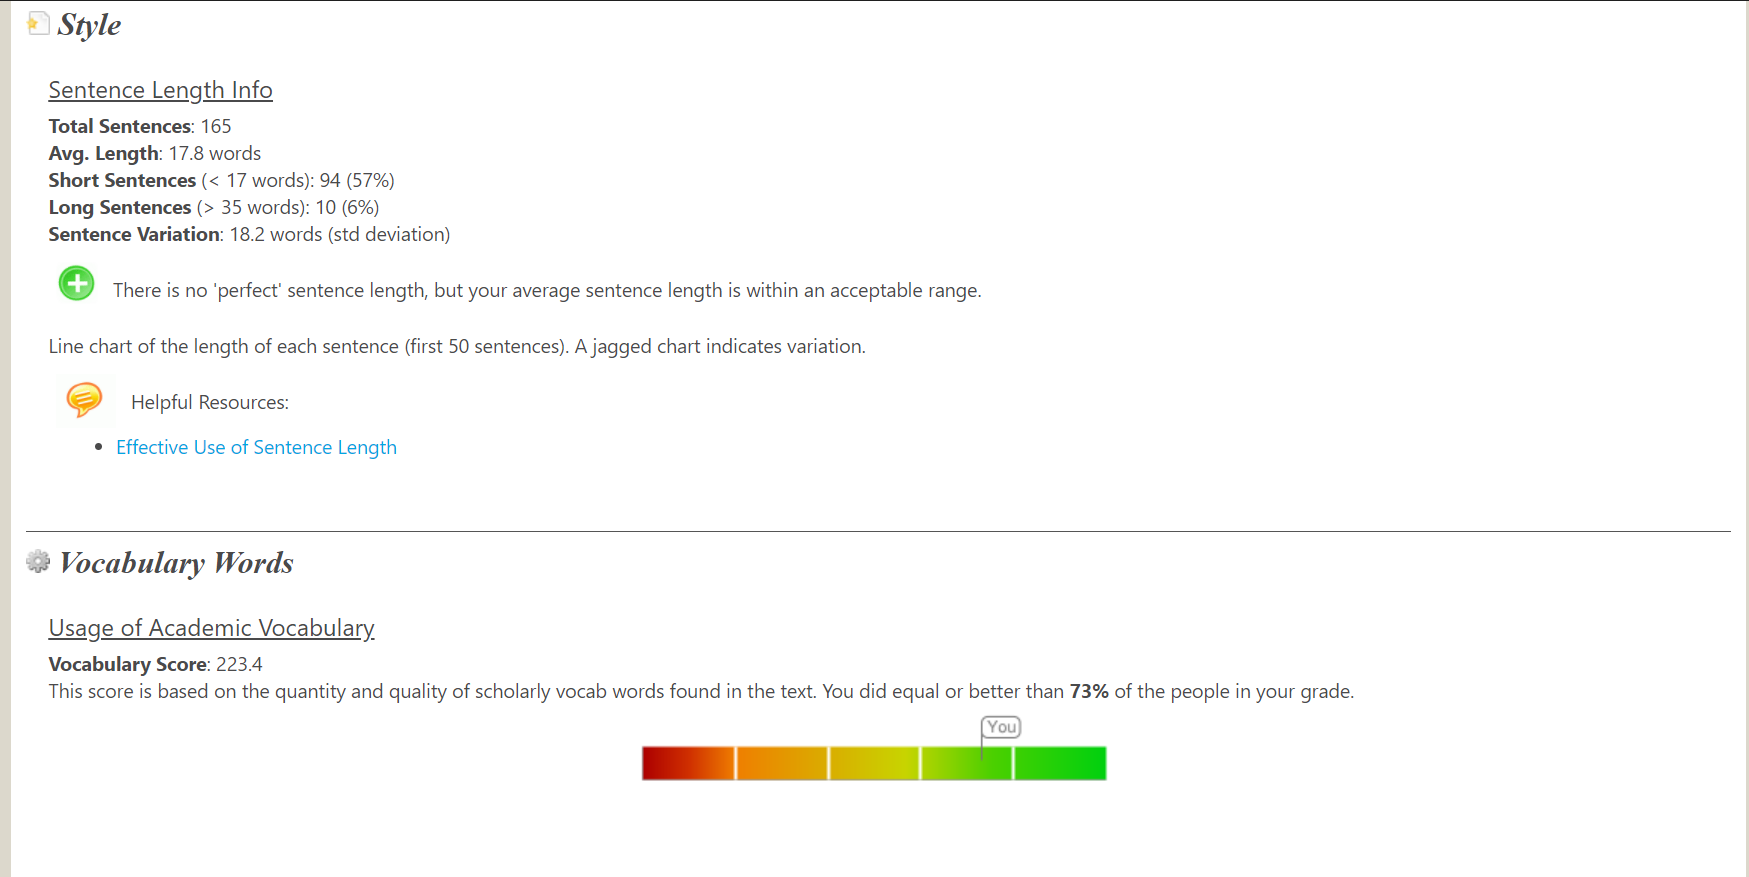 Style
Sentence Length Info
Total Sentences: 165
Avg. Length: 17.8 words
Short Sentences (< 17 words): 94 (57%)
Long Sentences (> 35 words): 10 (6%)
Sentence Variation: 18.2 words (std deviation)
There is no 'perfect' sentence length, but your average sentence length is within an acceptable range.
Line chart of the length of each sentence (first 50 sentences). A jagged chart indicates variation.
Helpful Resources:
• Effective Use of Sentence Length
Vocabulary Words
Usage of Academic Vocabulary
Vocabulary Score: 223.4
This score is based on the quantity and quality of scholarly vocab words found in the text. You did equal or better than 73% of the people in your grade.
You